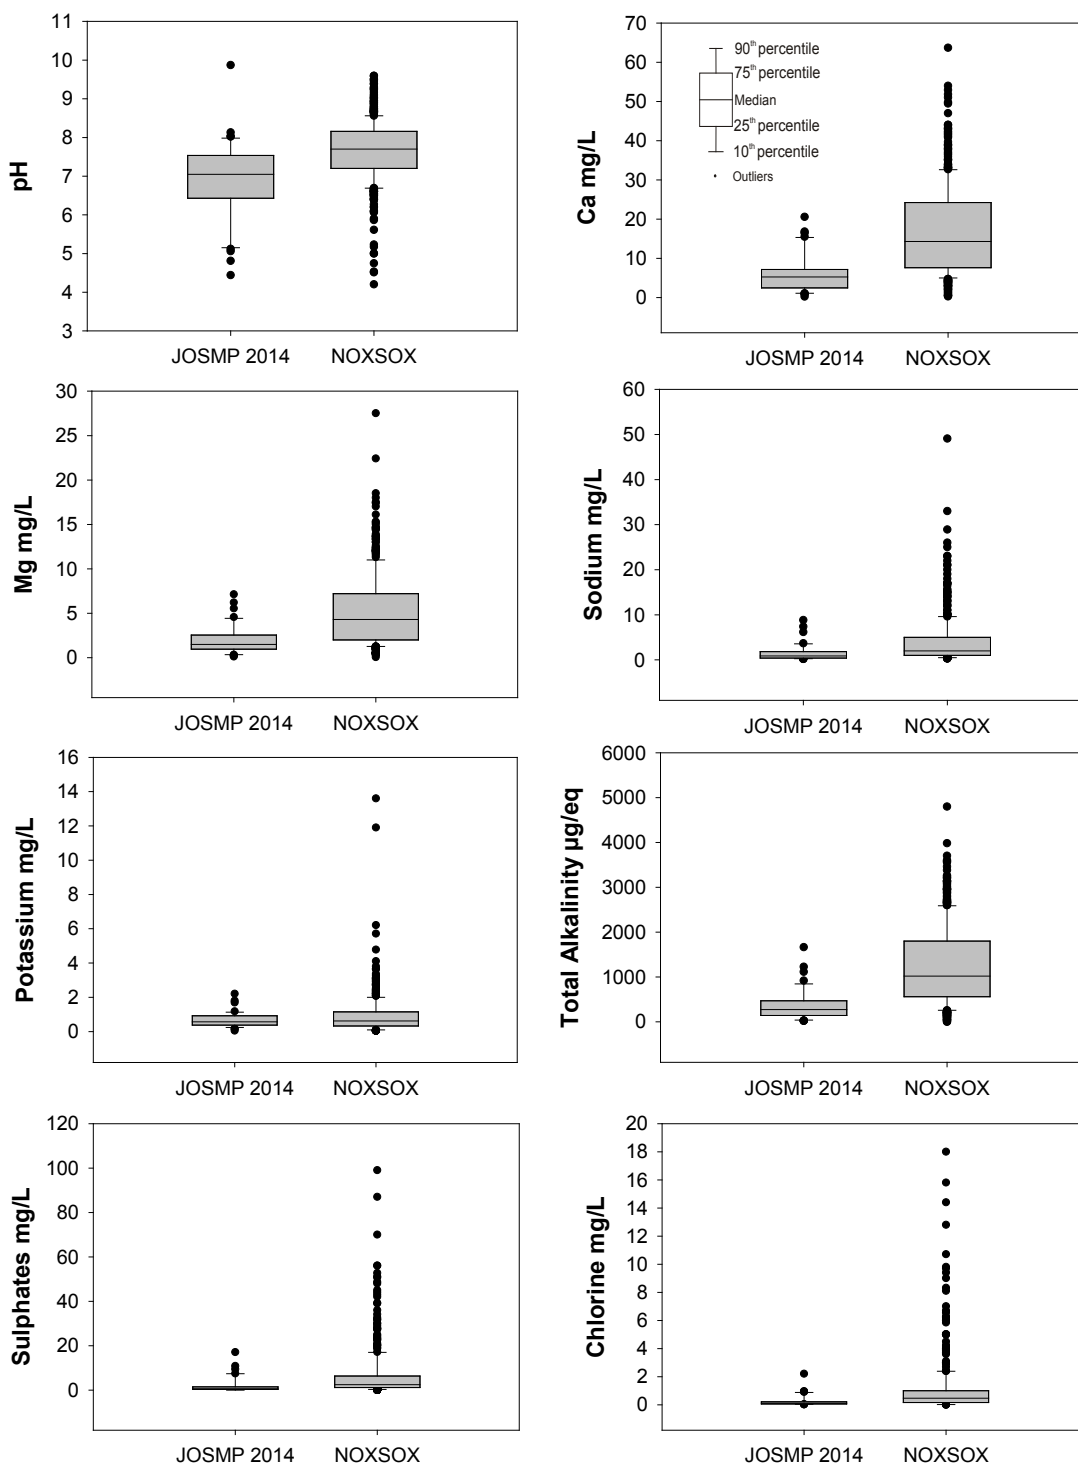 11
10
9
8
7
6
5
4
3
pH
JOSMP 2014 NOXSOX
70
60
50
40
30
20
10
0
Ca mg/L
90th percentile
75th percentile
Median
25th percentile
10th percentile
Outliers
JOSMP 2014 NOXSOX
30
25
20
15
10
5
0
Mg mg/L
JOSMP 2014 NOXSOX
60
50
40
30
20
10
0
Sodium mg/L
JOSMP 2014 NOXSOX
16
14
12
10
8
6
4
2
0
Potassium mg/L
JOSMP 2014 NOXSOX
6000
5000
4000
3000
2000
1000
0
Total Alkalinity µg/eq
JOSMP 2014 NOXSOX
120
100
80
60
40
20
0
Sulphates mg/L
JOSMP 2014 NOXSOX
20
18
16
14
12
10
8
6
4
2
0
Chlorine mg/L
JOSMP 2014 NOXSOX